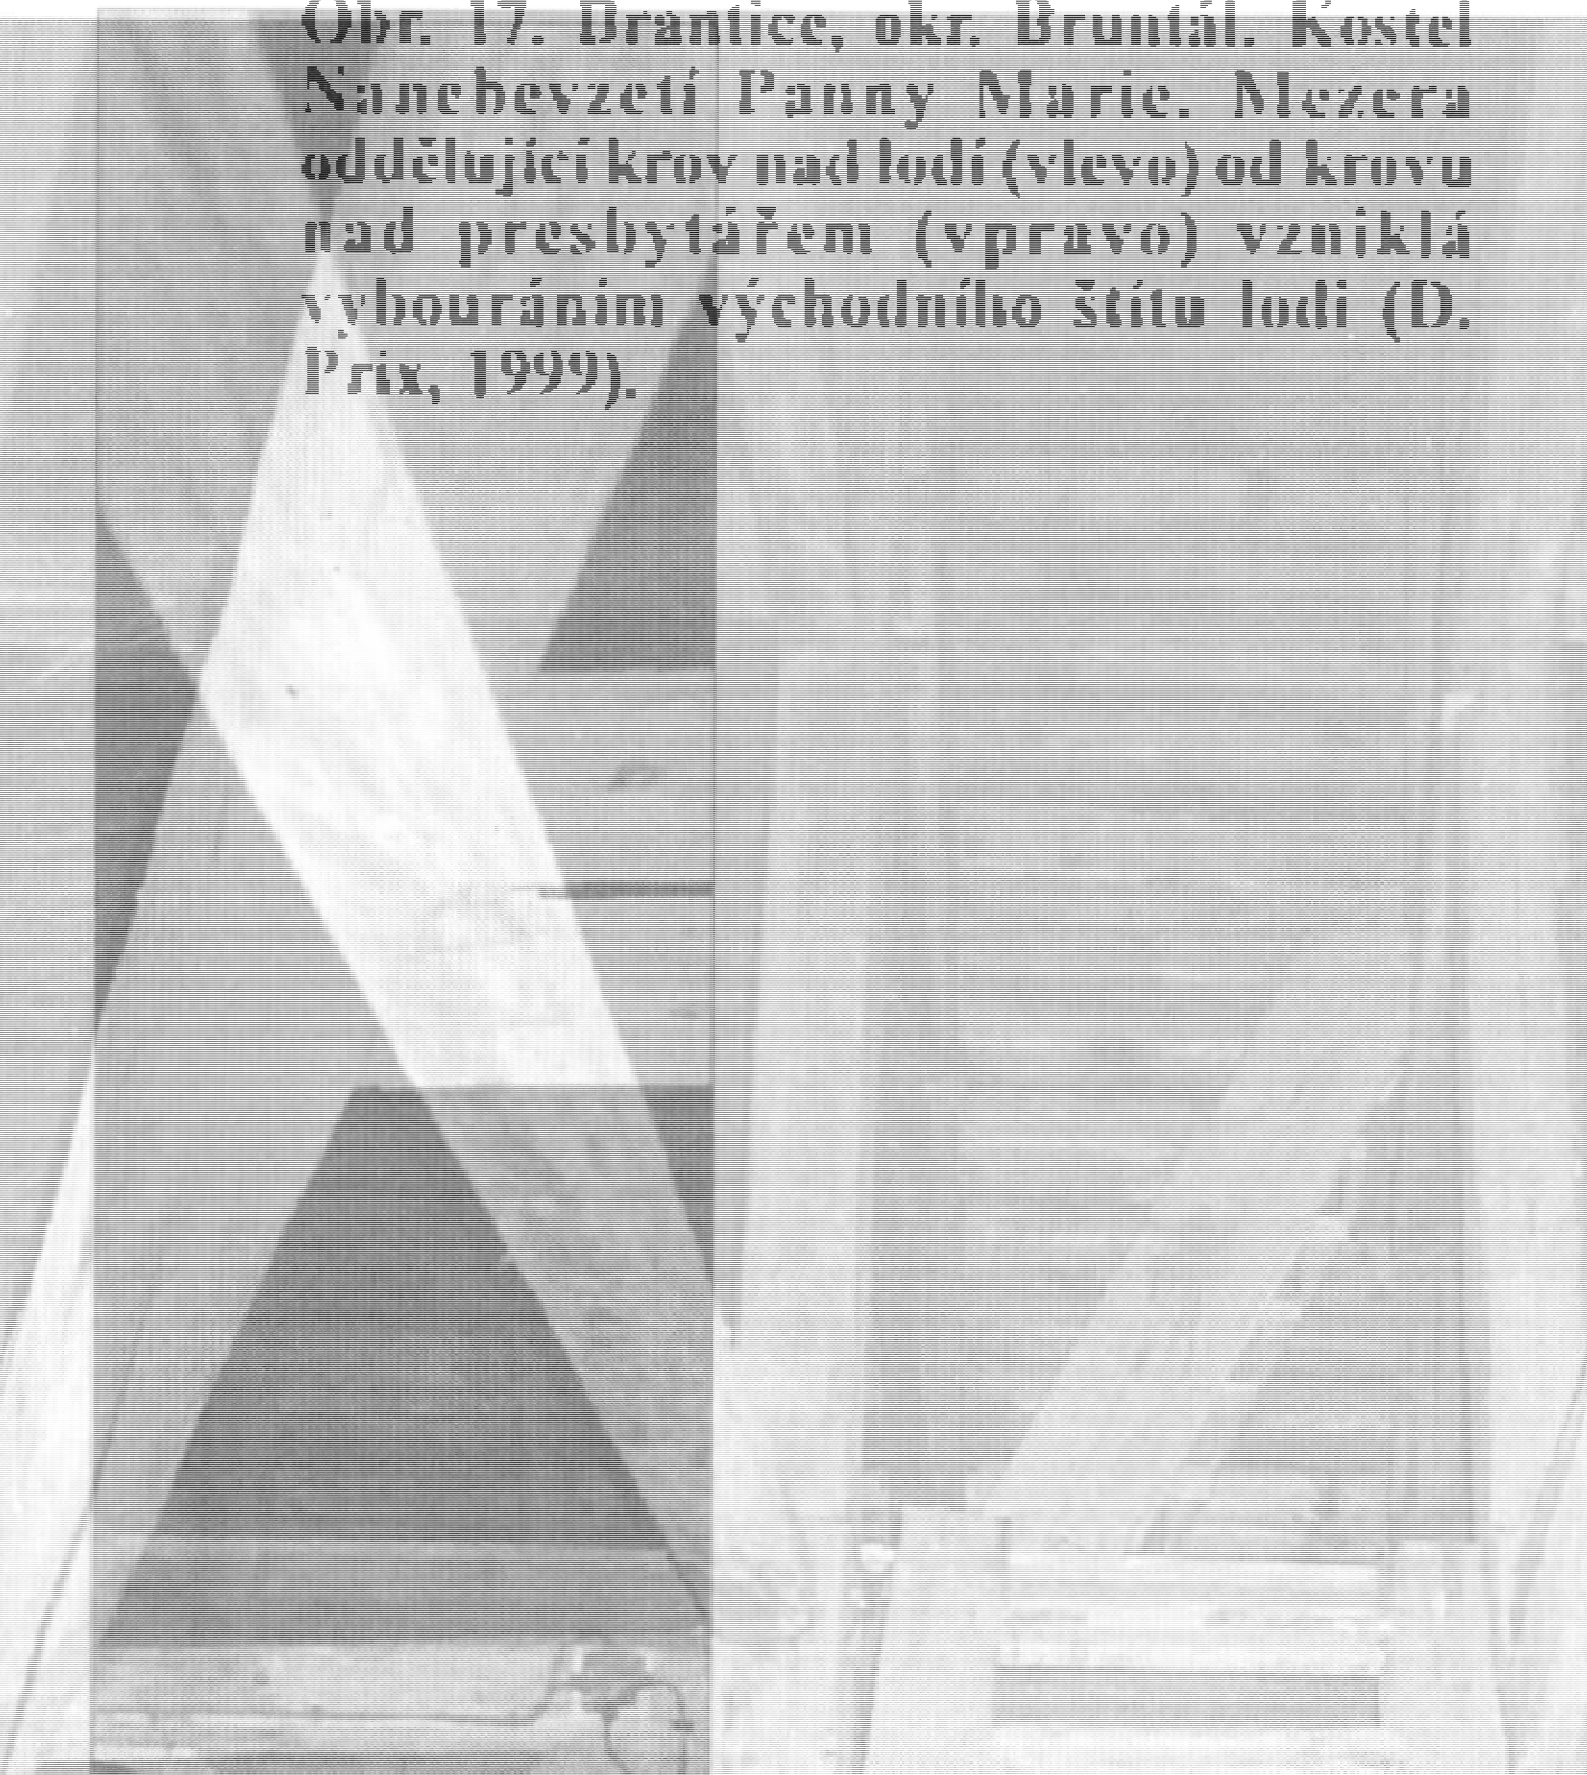 Obr. 17. Brantice, okr. Bruntál. Kostel
Nanebevzetí Panny Marie. Mezera
oddělující krov nad lodí (vlevo) od krovu
nad presbytářem (vpravo) vzniklá
vybouráním východního štítu lodi (D.
Prix, 1999).